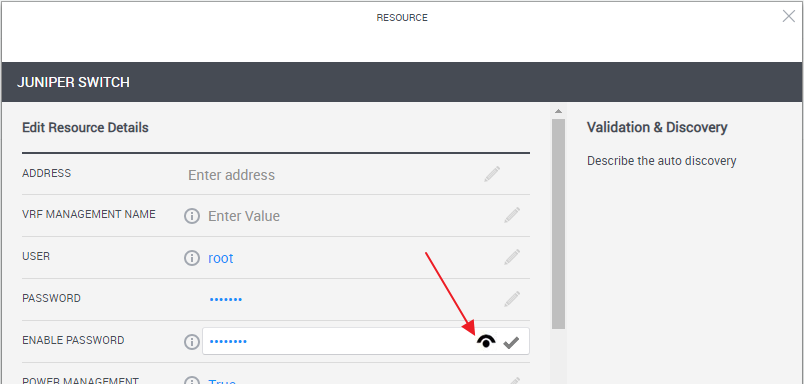 RESOURCE
JUNIPER SWITCH
Edit Resource Details
Validation & Discovery
Describe the auto discovery
ADDRESS Enter address
VRF MANAGEMENT NAME Enter Value
USER root
PASSWORD •••••••
ENABLE PASSWORD ••••••••
POWER MANAGEMENT True